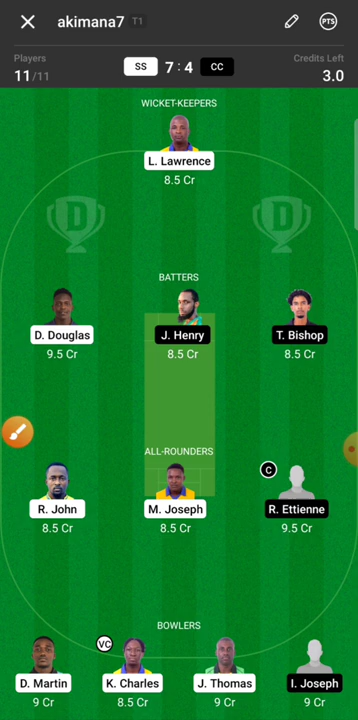 akimana7 T1
PTS
Players
11/11
SS 7 : 4 CC
Credits Left
3.0
WICKET-KEEPERS
L. Lawrence
8.5 Cr
D D
BATTERS
D. Douglas J. Henry T. Bishop
9.5 Cr 8.5 Cr 8.5 Cr
ALL-ROUNDERS
C
R. John M. Joseph R. Ettienne
8.5 Cr 8.5 Cr 9.5 Cr
BOWLERS
VC
D. Martin K. Charles J. Thomas I. Joseph
9 Cr 8.5 Cr 9 Cr 9 Cr